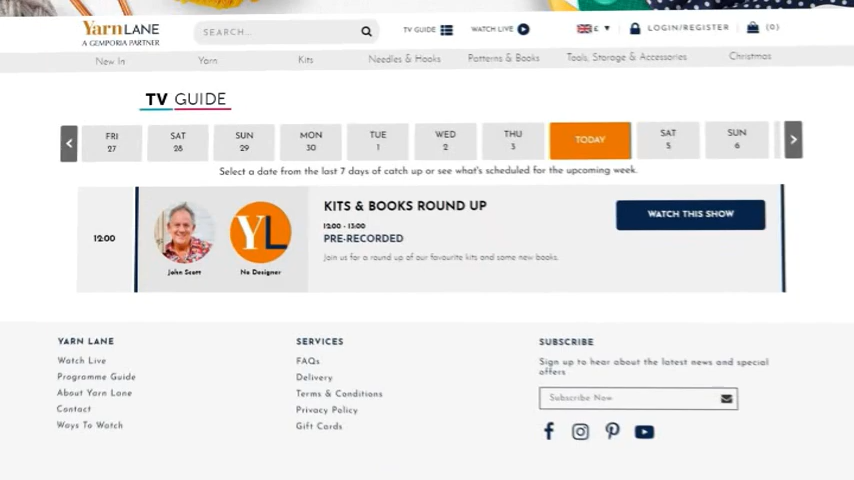 YarnLANE
A GEMPORIA PARTNER
SEARCH...
TV GUIDE
WATCH LIVE
£
LOGIN/REGISTER
(0)
New In
Yarn
Kits
Needles & Hooks
Patterns & Books
Tools, Storage & Accessories
Christmas
TV GUIDE
<
FRI
27
SAT
28
SUN
29
MON
30
TUE
1
WED
2
THU
3
TODAY
SAT
5
SUN
6
>
Select a date from the last 7 days of catch up or see what's scheduled for the upcoming week.
12:00
John Scott
YL
No Designer
KITS & BOOKS ROUND UP
12:00 - 13:00
PRE-RECORDED
Join us for a round up of our favourite kits and some new books.
WATCH THIS SHOW
YARN LANE
Watch Live
Programme Guide
About Yarn Lane
Contact
Ways To Watch
SERVICES
FAQs
Delivery
Terms & Conditions
Privacy Policy
Gift Cards
SUBSCRIBE
Sign up to hear about the latest news and special
offers
Subscribe Now